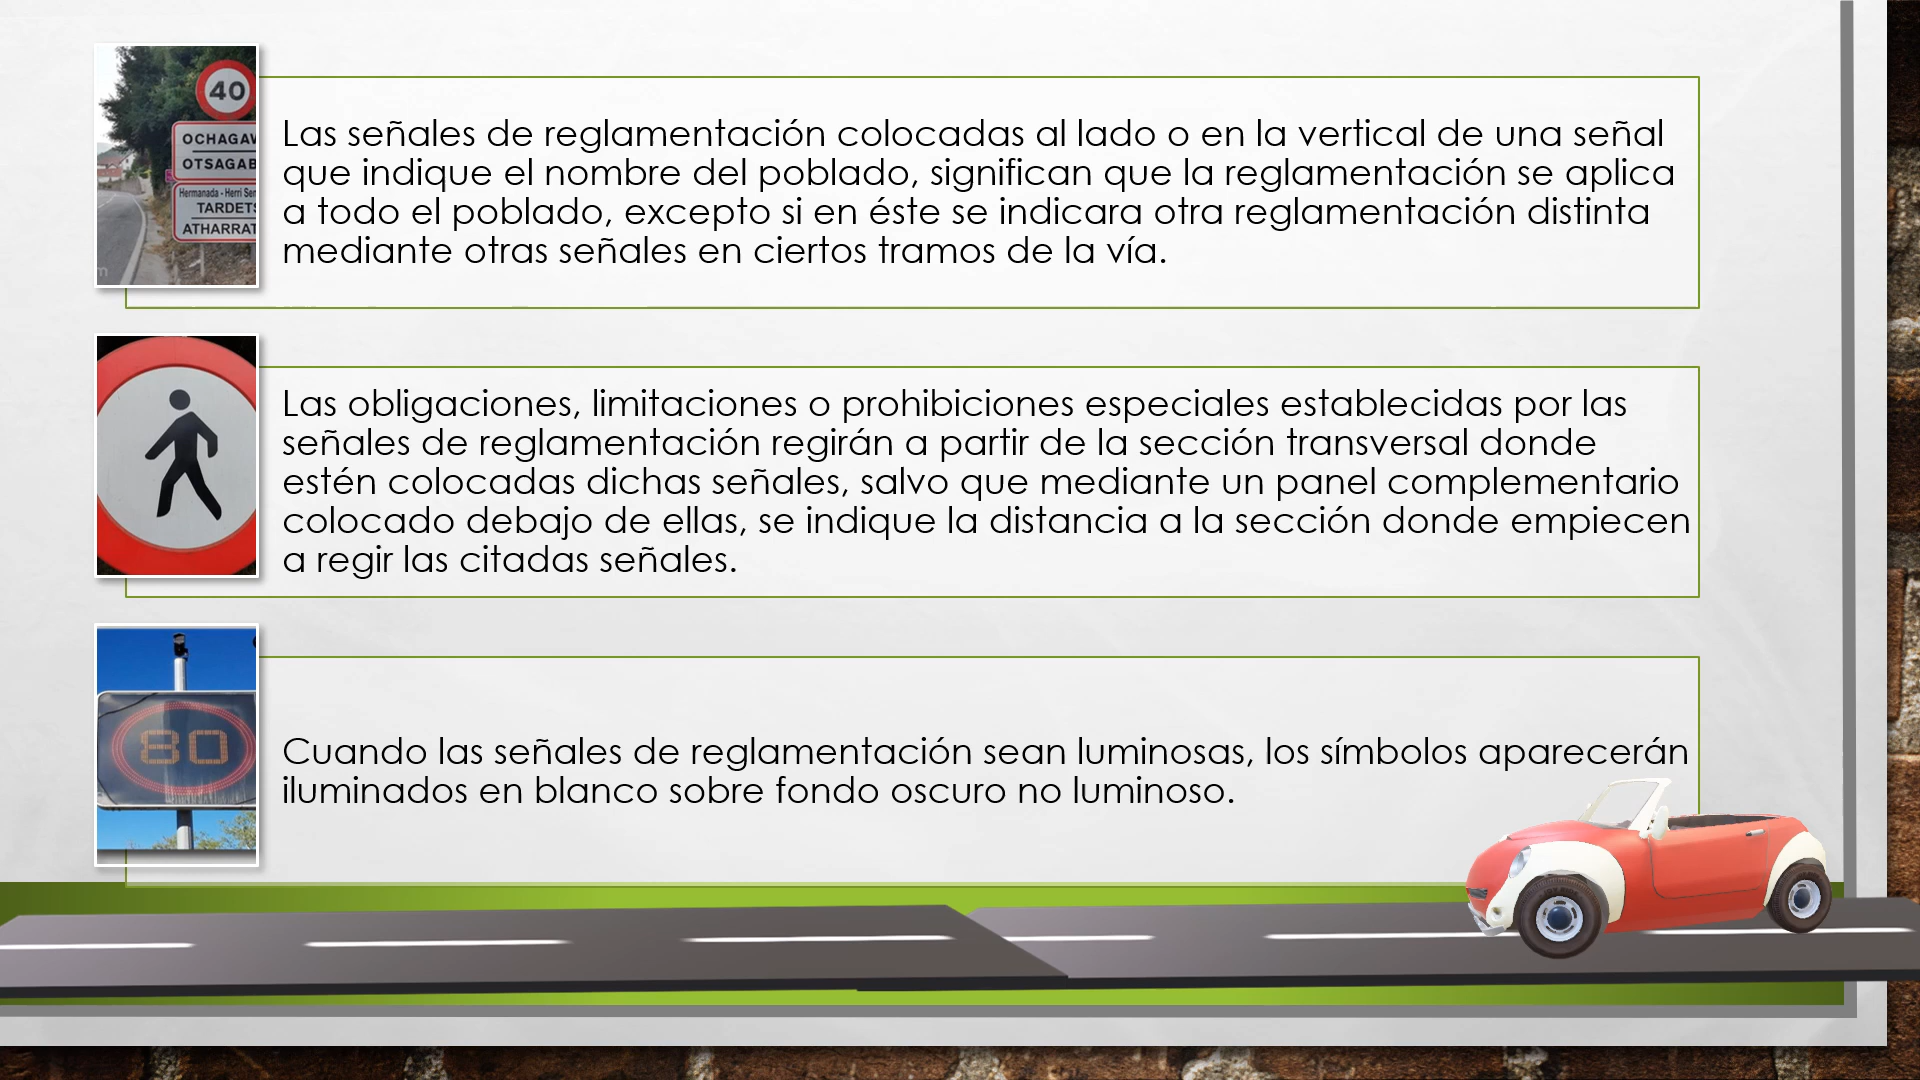 40
OCHAGAV
OTSAGAB
Hermanada - Herri Ser
TARDETS
ATHARRAT
m
Las señales de reglamentación colocadas al lado o en la vertical de una señal
que indique el nombre del poblado, significan que la reglamentación se aplica
a todo el poblado, excepto si en éste se indicara otra reglamentación distinta
mediante otras señales en ciertos tramos de la vía.
Las obligaciones, limitaciones o prohibiciones especiales establecidas por las
señales de reglamentación regirán a partir de la sección transversal donde
estén colocadas dichas señales, salvo que mediante un panel complementario
colocado debajo de ellas, se indique la distancia a la sección donde empiecen
a regir las citadas señales.
80
Cuando las señales de reglamentación sean luminosas, los símbolos aparecerán
iluminados en blanco sobre fondo oscuro no luminoso.